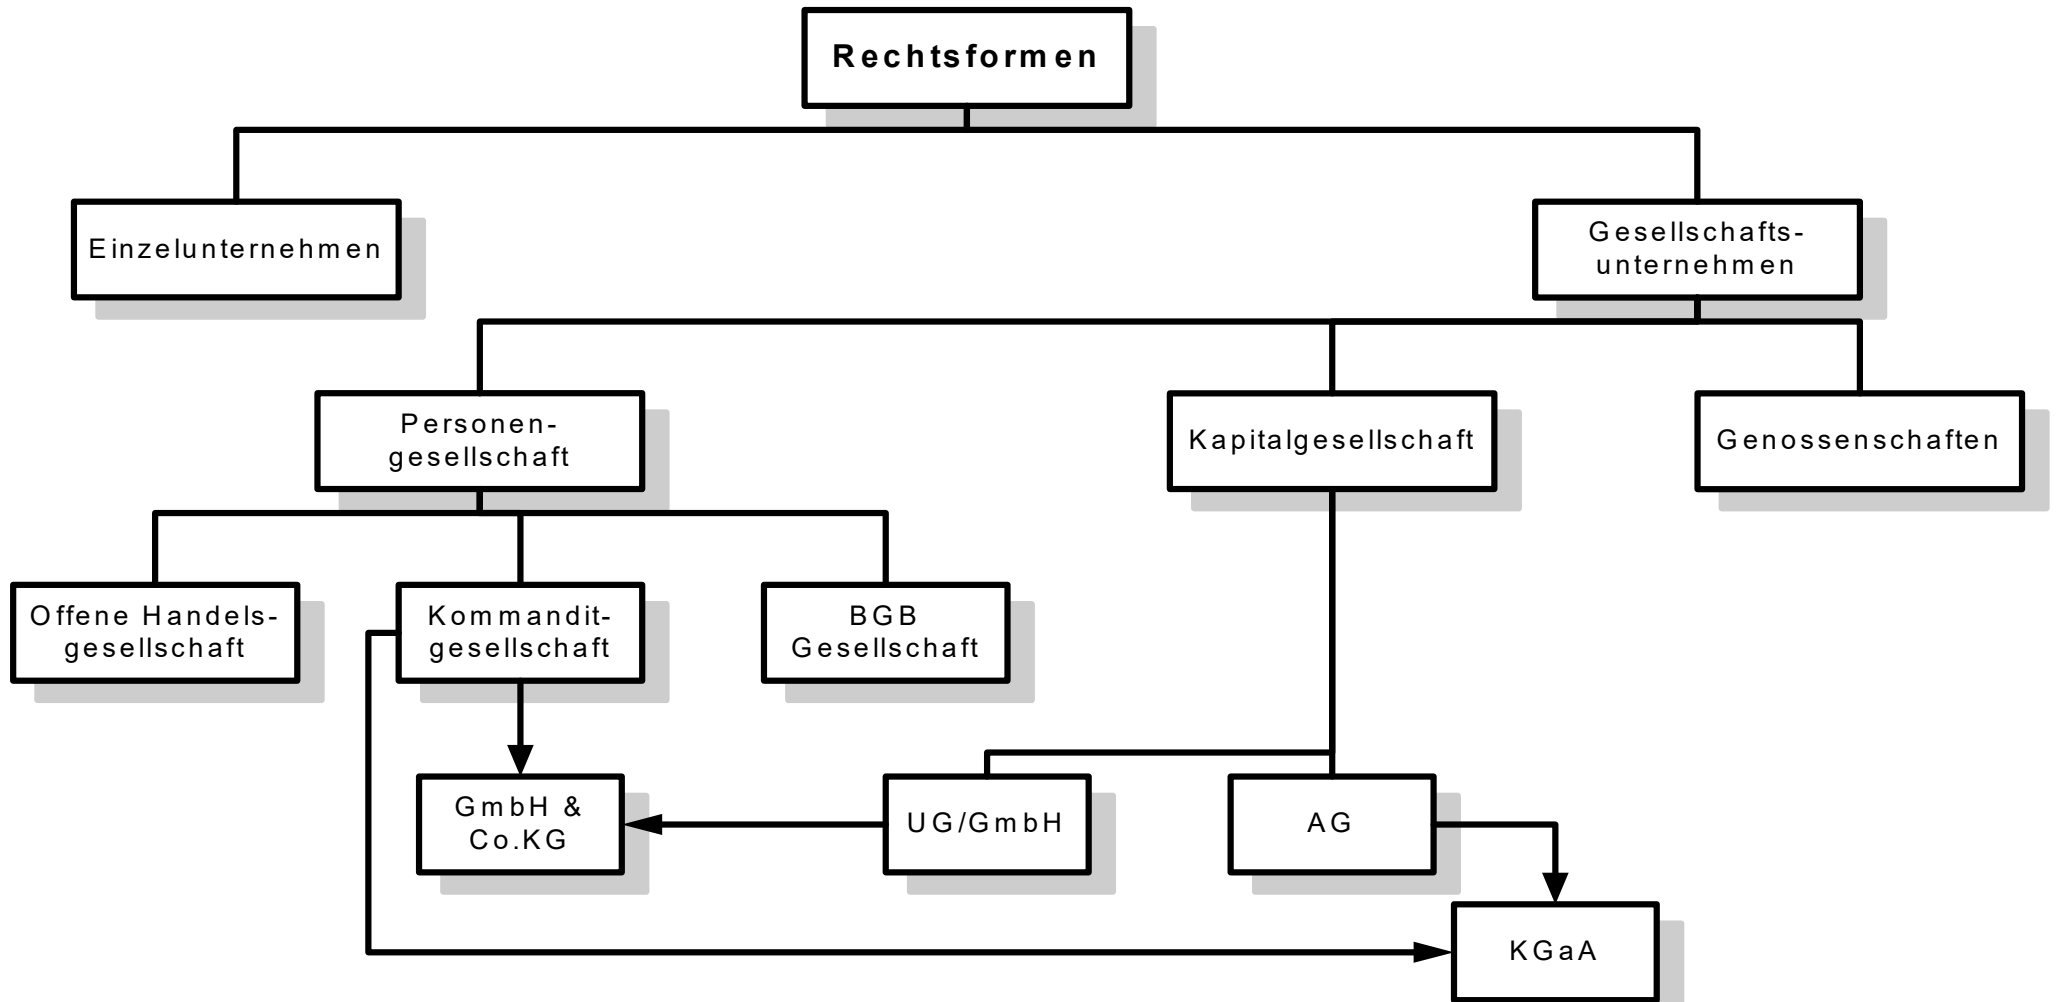 Rechtsformen
Einzelunternehmen
Gesellschafts-
unternehmen
Personen-
gesellschaft
Kapitalgesellschaft
Genossenschaften
Offene Handels-
gesellschaft
Kommandit-
gesellschaft
BGB
Gesellschaft
GmbH &
Co.KG
UG/GmbH
AG
KGaA